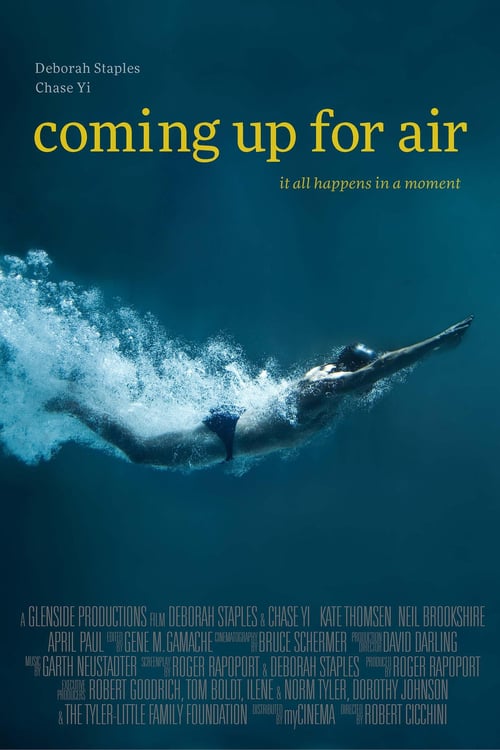 Deborah Staples
Chase Yi
coming up for air
it all happens in a moment
A GLENSIDE PRODUCTIONS FILM DEBORAH STAPLES & CHASE YI KATE THOMSEN NEIL BROOKSHIRE
APRIL PAUL EDITED BY GENE M. GAMACHE CINEMATOGRAPHY BY BRUCE SCHERMER PRODUCTION DIRECTOR DAVID DARLING
MUSIC BY GARTH NEUSTADTER SCREENPLAY BY ROGER RAPOPORT & DEBORAH STAPLES PRODUCED BY ROGER RAPOPORT
EXECUTIVE PRODUCERS ROBERT GOODRICH, TOM BOLDT, ILENE & NORM TYLER, DOROTHY JOHNSON
& THE TYLER-LITTLE FAMILY FOUNDATION DISTRIBUTED BY myCINEMA DIRECTED BY ROBERT CICCHINI